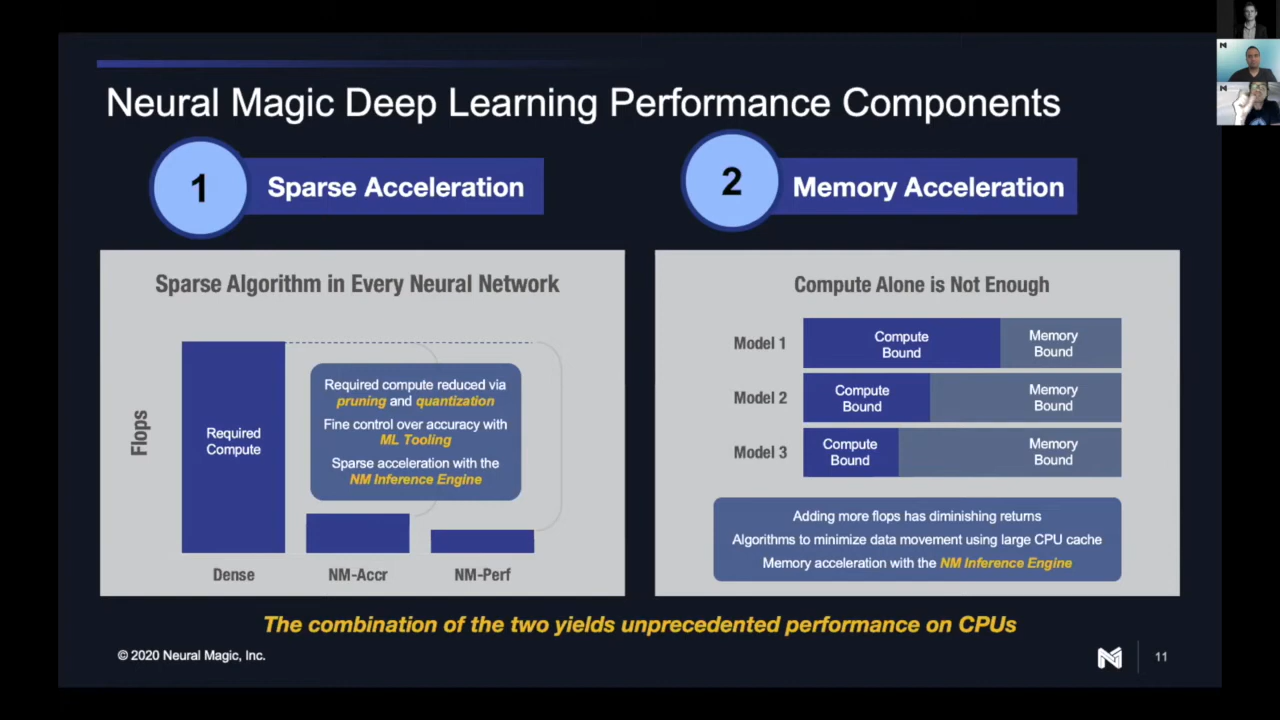 Neural Magic Deep Learning Performance Components
1
Sparse Acceleration
2
Memory Acceleration
Sparse Algorithm in Every Neural Network
Flops
Required
Compute
Required compute reduced via
pruning and quantization
Fine control over accuracy with
ML Tooling
Sparse acceleration with the
NM Inference Engine
Dense
NM-Accr
NM-Perf
Compute Alone is Not Enough
Model 1
Compute
Bound
Memory
Bound
Model 2
Compute
Bound
Memory
Bound
Model 3
Compute
Bound
Memory
Bound
Adding more flops has diminishing returns
Algorithms to minimize data movement using large CPU cache
Memory acceleration with the NM Inference Engine
The combination of the two yields unprecedented performance on CPUs
© 2020 Neural Magic, Inc.
11